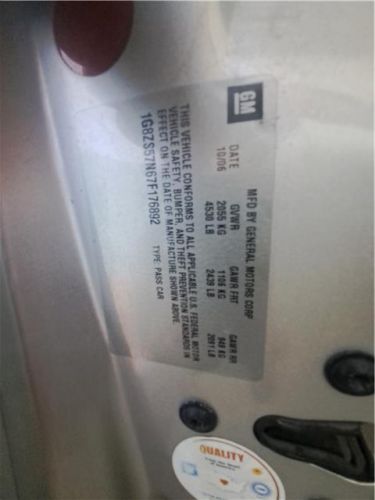 GM
MFD BY GENERAL MOTORS CORP
DATE GVWR GAWR FRT GAWR RR
10/06 2055 KG 1106 KG 949 KG
4530 LB 2439 LB 2091 LB
THIS VEHICLE CONFORMS TO ALL APPLICABLE U.S. FEDERAL MOTOR
VEHICLE SAFETY, BUMPER, AND THEFT PREVENTION STANDARDS IN
EFFECT ON THE DATE OF MANUFACTURE SHOWN ABOVE.
1G8ZS57N67F176892 TYPE: PASS CAR
QUALITY